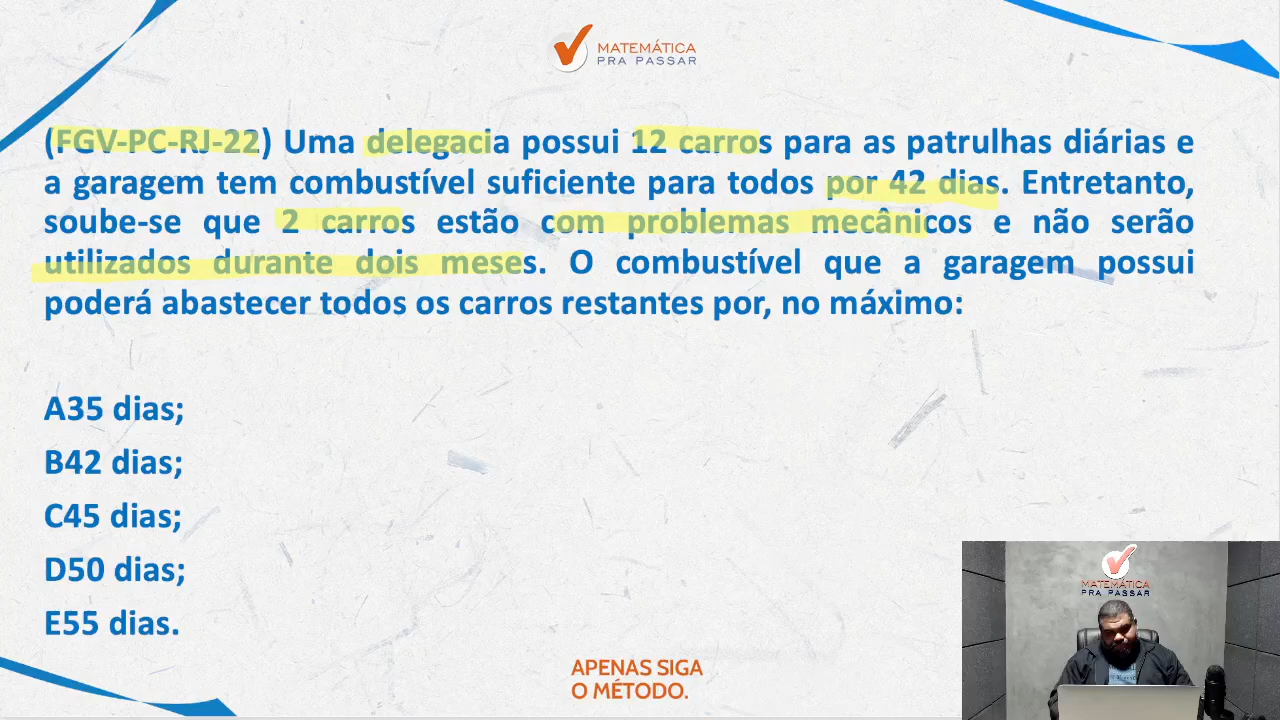 MATEMÁTICA
PRA PASSAR
(FGV-PC-RJ-22) Uma delegacia possui 12 carros para as patrulhas diárias e
a garagem tem combustível suficiente para todos por 42 dias. Entretanto,
soube-se que 2 carros estão com problemas mecânicos e não serão
utilizados durante dois meses. O combustível que a garagem possui
poderá abastecer todos os carros restantes por, no máximo:
A35 dias;
B42 dias;
C45 dias;
D50 dias;
E55 dias.
MATEMÁTICA
PRA PASSAR
APENAS SIGA
O MÉTODO.